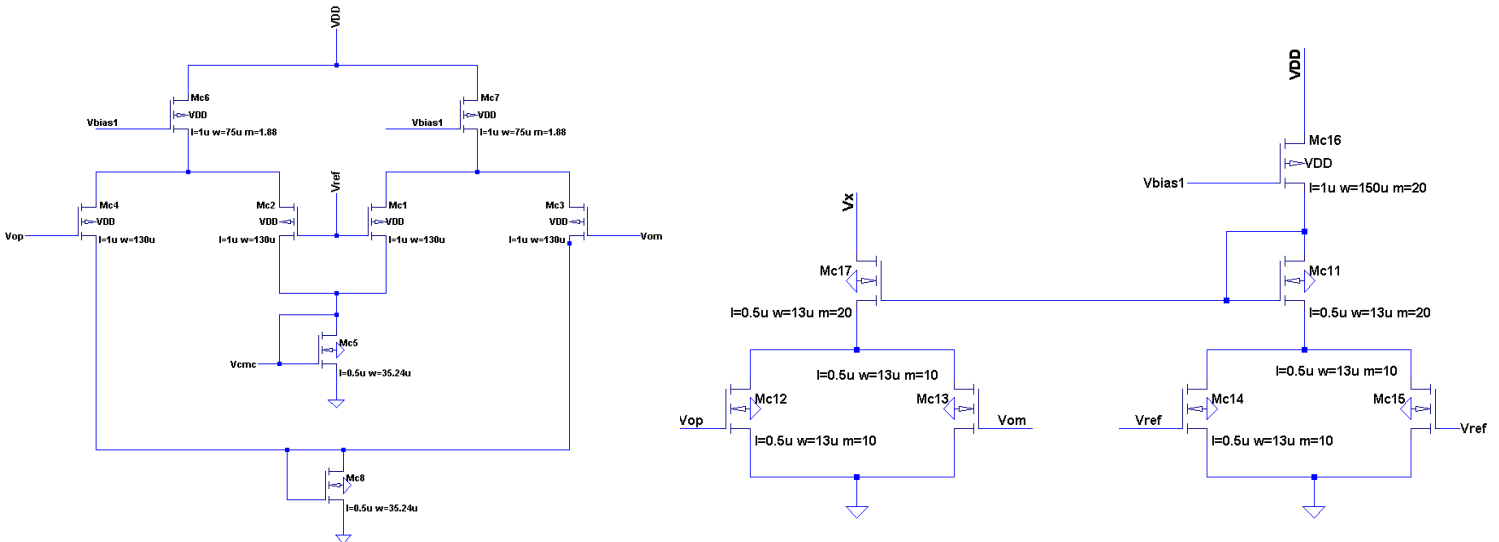 VDD
Mc6
VDD
Vbias1
l=1u w=75u m=1.88
Mc7
VDD
Vbias1
l=1u w=75u m=1.88
Mc4
VDD
Vop
l=1u w=130u
Mc2
VDD
l=1u w=130u
Vref
Mc1
VDD
l=1u w=130u
Mc3
VDD
Vom
l=1u w=130u
Mc5
Vcmc
l=0.5u w=35.24u
Mc8
l=0.5u w=35.24u
VDD
Mc16
VDD
Vbias1
l=1u w=150u m=20
Vx
Mc17
l=0.5u w=13u m=20
Mc11
l=0.5u w=13u m=20
l=0.5u w=13u m=10
Mc12
Mc13
Vop
Vom
l=0.5u w=13u m=10
l=0.5u w=13u m=10
Mc14
Mc15
Vref
Vref
l=0.5u w=13u m=10